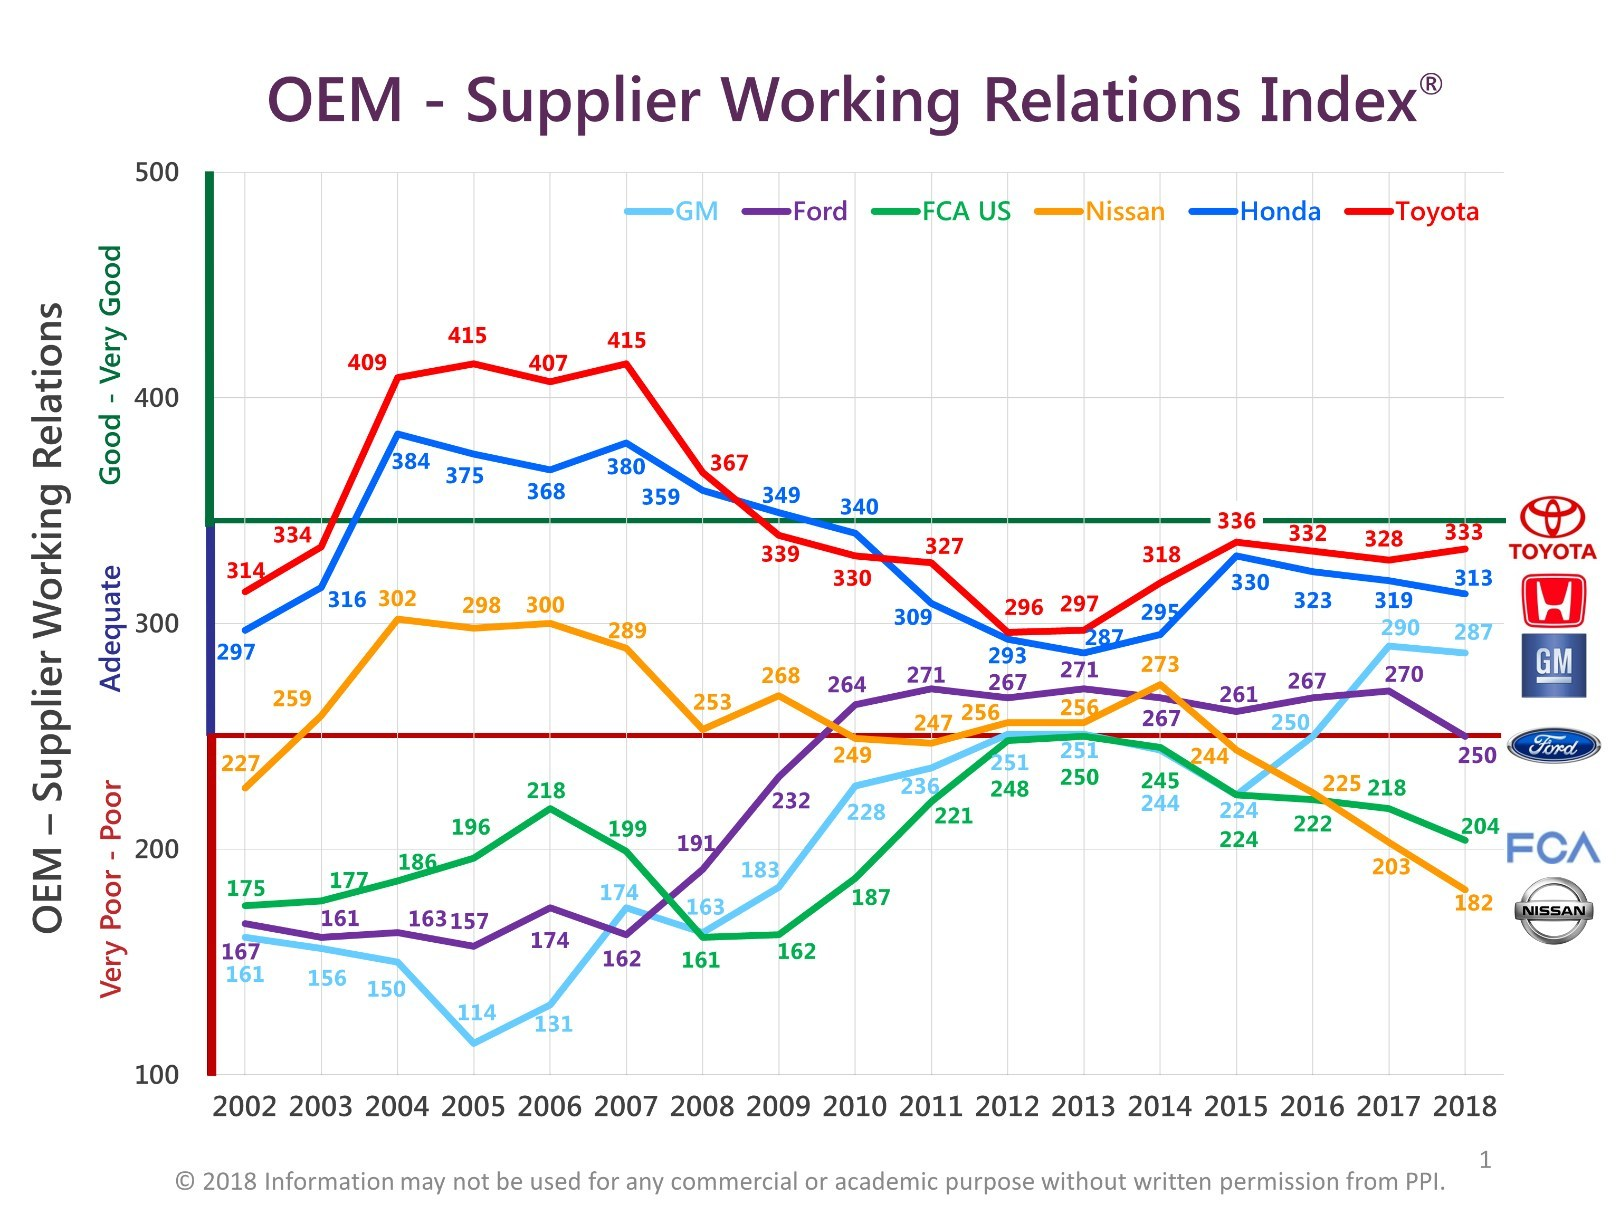 OEM - Supplier Working Relations Index®
GM Ford FCA US Nissan Honda Toyota
OEM – Supplier Working Relations
Good - Very Good
Adequate
Very Poor - Poor
500
400
300
200
100
314 334 409 415 407 415 367 339 330 327 296 297 318 336 332 328 333
297 316 384 375 368 380 359 349 340 309 293 287 295 330 323 319 313
227 259 302 298 300 289 253 268 249 247 256 256 273 244 225 203 182
167 161 163 157 174 162 191 232 264 271 267 271 267 261 267 270 250
175 177 186 196 218 199 161 162 187 221 248 250 245 224 222 218 204
161 156 150 114 131 174 163 183 228 236 251 251 244 224 250 290 287
TOYOTA
GM
Ford
FCA
NISSAN
2002 2003 2004 2005 2006 2007 2008 2009 2010 2011 2012 2013 2014 2015 2016 2017 2018
1
© 2018 Information may not be used for any commercial or academic purpose without written permission from PPI.